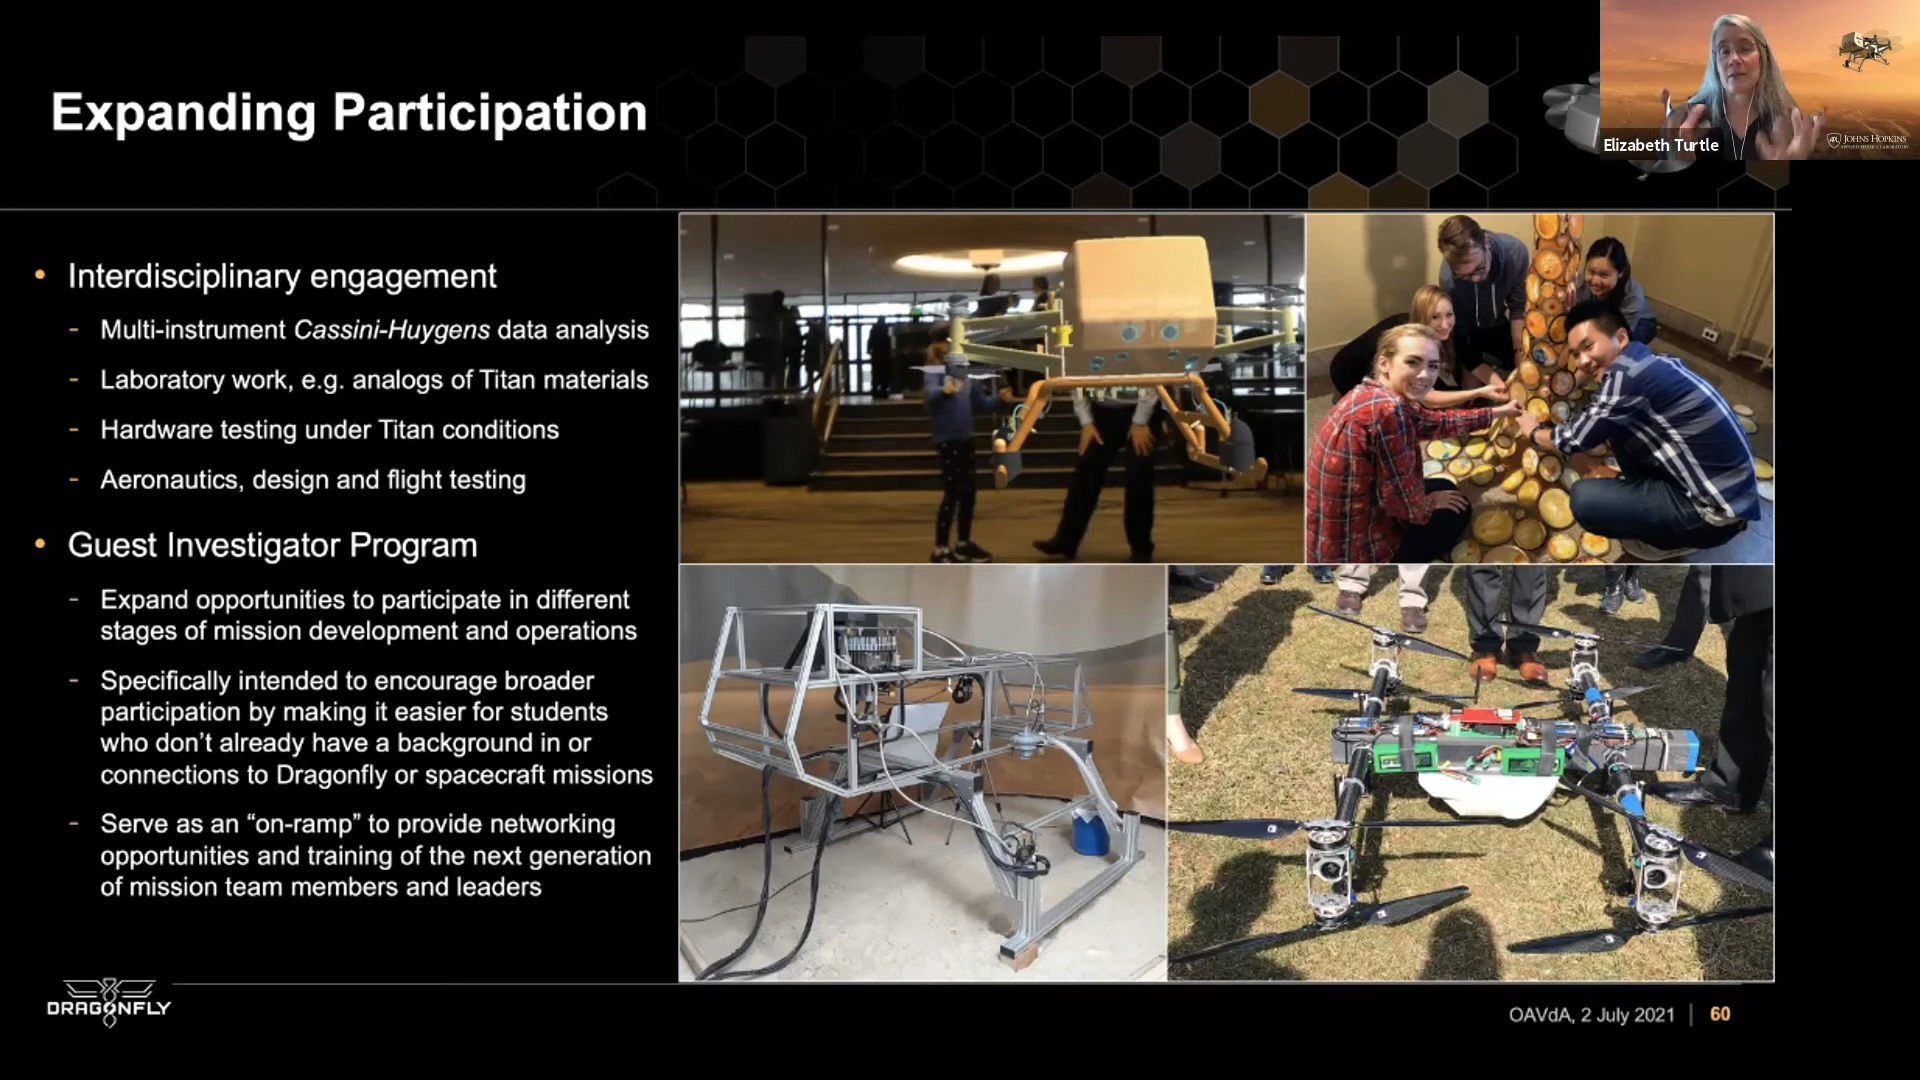 Expanding Participation
Elizabeth Turtle
APL JOHNS HOPKINS
APPLIED PHYSICS LABORATORY
• Interdisciplinary engagement
- Multi-instrument Cassini-Huygens data analysis
- Laboratory work, e.g. analogs of Titan materials
- Hardware testing under Titan conditions
- Aeronautics, design and flight testing
• Guest Investigator Program
- Expand opportunities to participate in different
stages of mission development and operations
- Specifically intended to encourage broader
participation by making it easier for students
who don’t already have a background in or
connections to Dragonfly or spacecraft missions
- Serve as an “on-ramp” to provide networking
opportunities and training of the next generation
of mission team members and leaders
DRAGONFLY
OAVdA, 2 July 2021 | 60